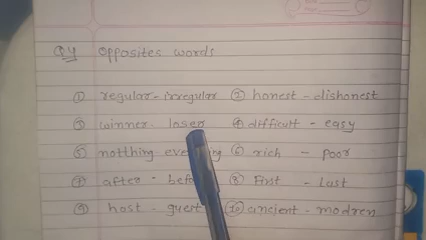 Q4 Opposites words
① regular - irregular ② honest - dishonest
③ winner - loser ④ difficult - easy
⑤ notthing ⑥ rich - poor
⑦ after - ⑧ First - last
⑨ host - guest ⑩ ancient - modren